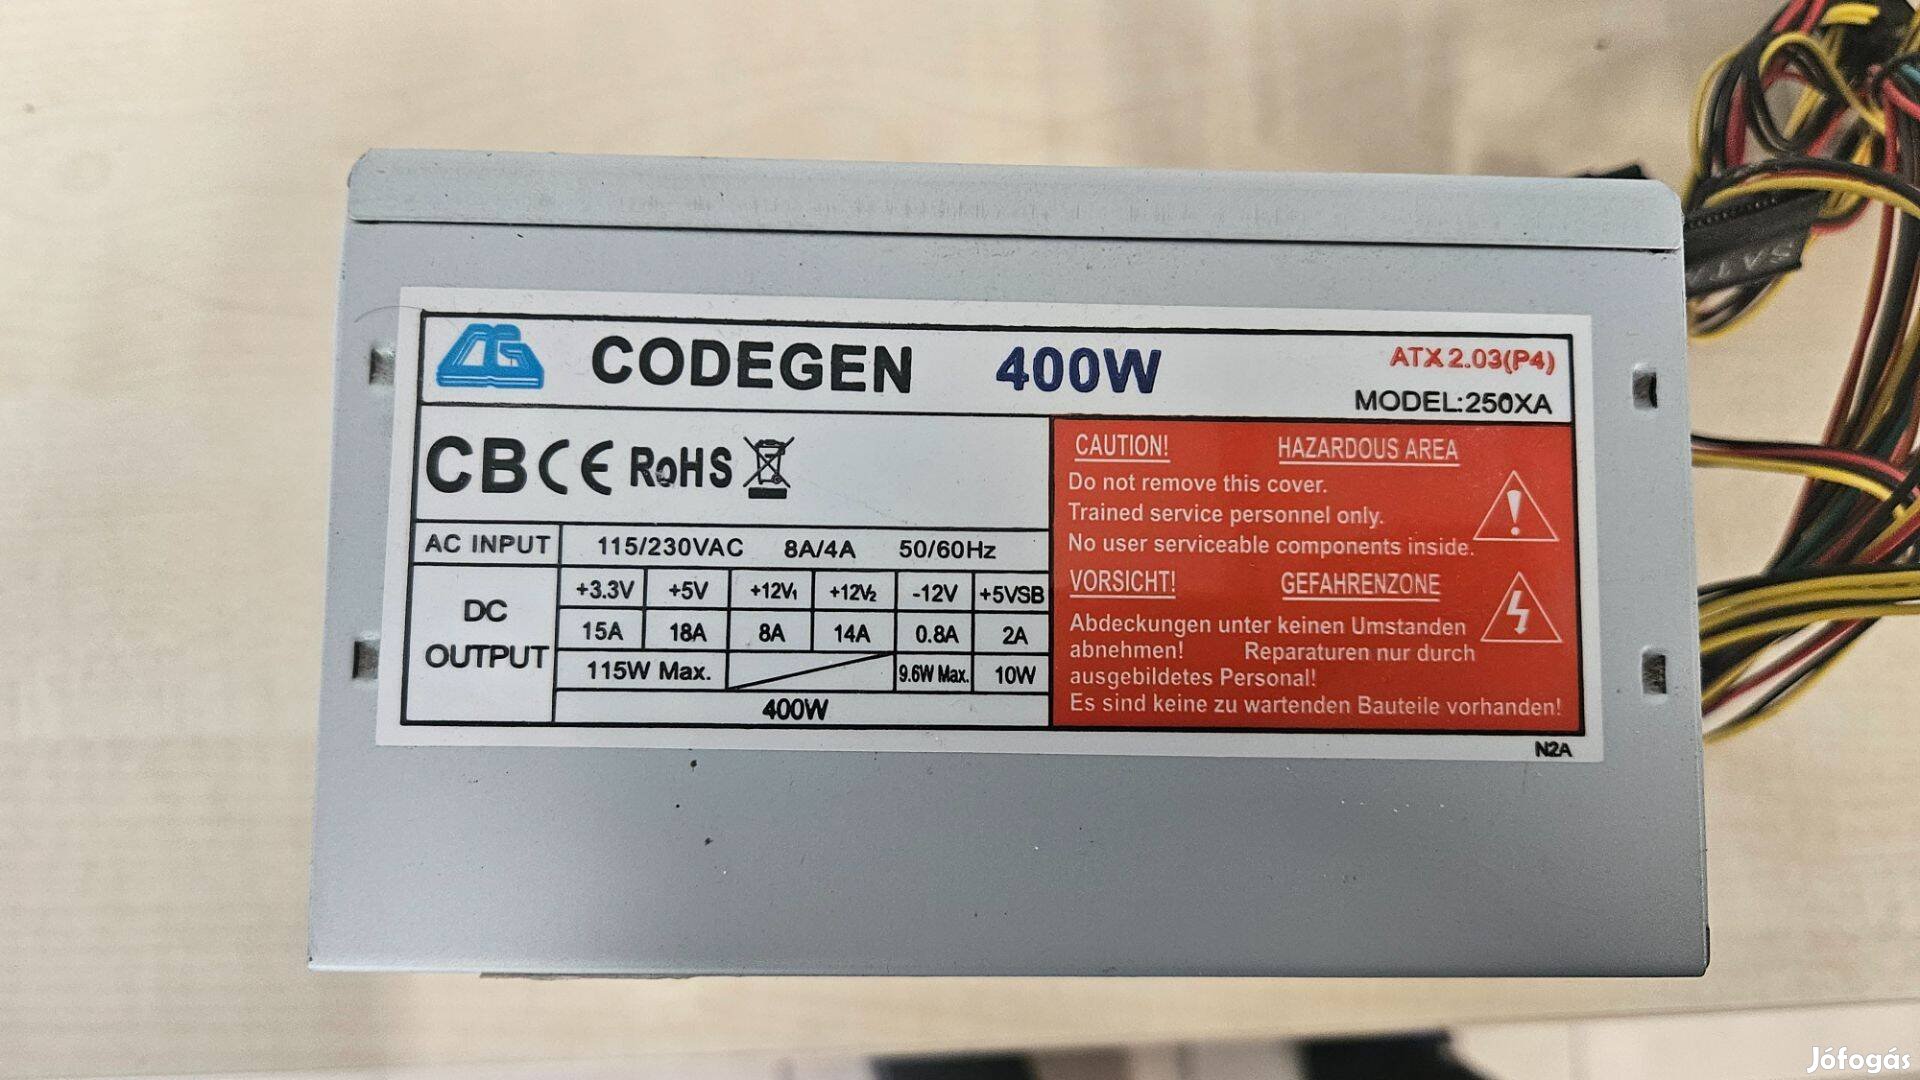 CODEGEN 400W
ATX 2.03(P4)
MODEL:250XA
CB CE RoHS
AC INPUT 115/230VAC 8A/4A 50/60Hz
DC OUTPUT
+3.3V +5V +12V1 +12V2 -12V +5VSB
15A 18A 8A 14A 0.8A 2A
115W Max. 9.6W Max. 10W
400W
CAUTION! HAZARDOUS AREA
Do not remove this cover.
Trained service personnel only.
No user serviceable components inside.
VORSICHT! GEFAHRENZONE
Abdeckungen unter keinen Umstanden
abnehmen! Reparaturen nur durch
ausgebildetes Personal!
Es sind keine zu wartenden Bauteile vorhanden!
N2A
SATA
Jófogás